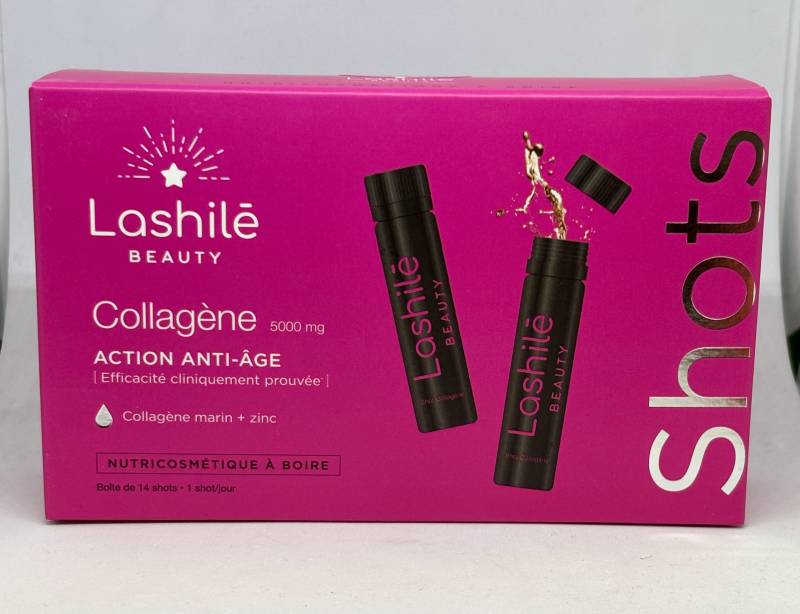 Lashilē
BEAUTY
Collagène 5000 mg
ACTION ANTI-ÂGE
[ Efficacité cliniquement prouvée* ]
Collagène marin + zinc
NUTRICOSMÉTIQUE À BOIRE
Boîte de 14 shots • 1 shot/jour
Lashilē
BEAUTY
Lashilē
BEAUTY
Shots